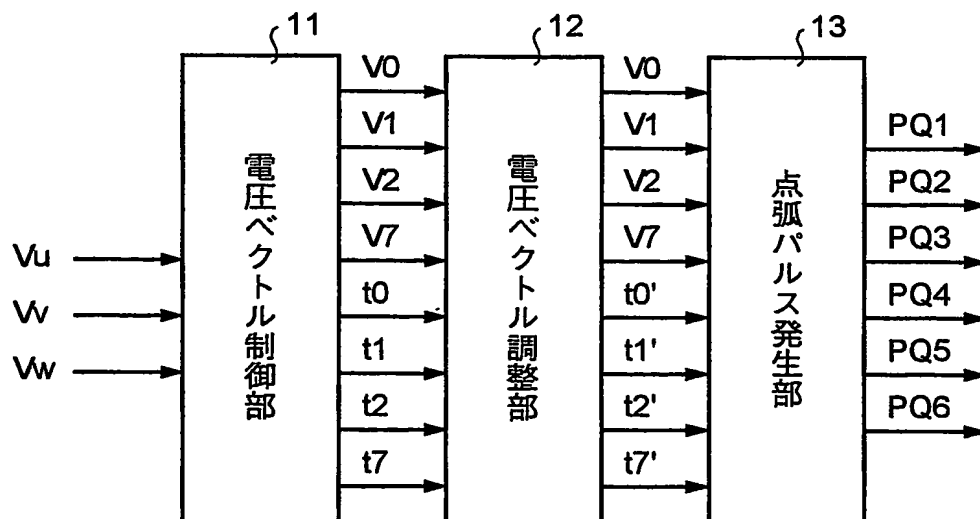 11
12
13
Vu
Vv
Vw
電圧ベクトル制御部
V0
V1
V2
V7
t0
t1
t2
t7
電圧ベクトル調整部
V0
V1
V2
V7
t0'
t1'
t2'
t7'
点弧パルス発生部
PQ1
PQ2
PQ3
PQ4
PQ5
PQ6